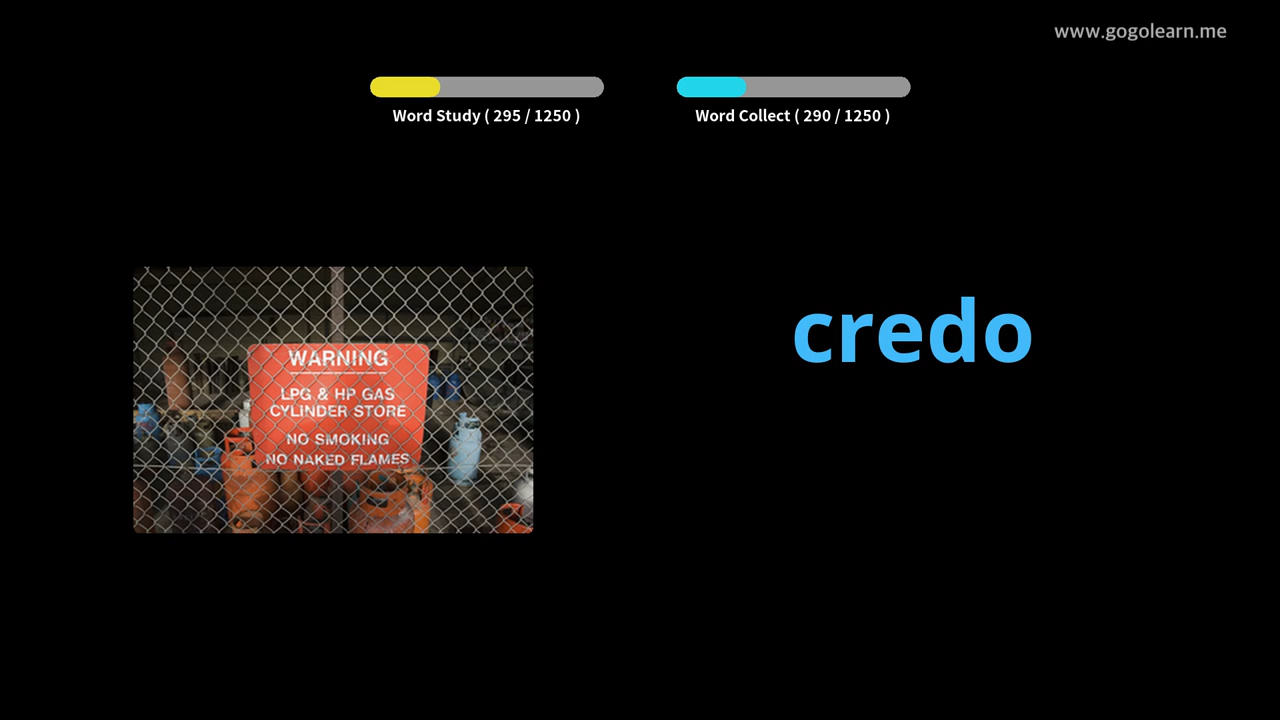 www.gogolearn.me
Word Study ( 295 / 1250 )
Word Collect ( 290 / 1250 )
WARNING
LPG & HP GAS
CYLINDER STORE
NO SMOKING
NO NAKED FLAMES
credo